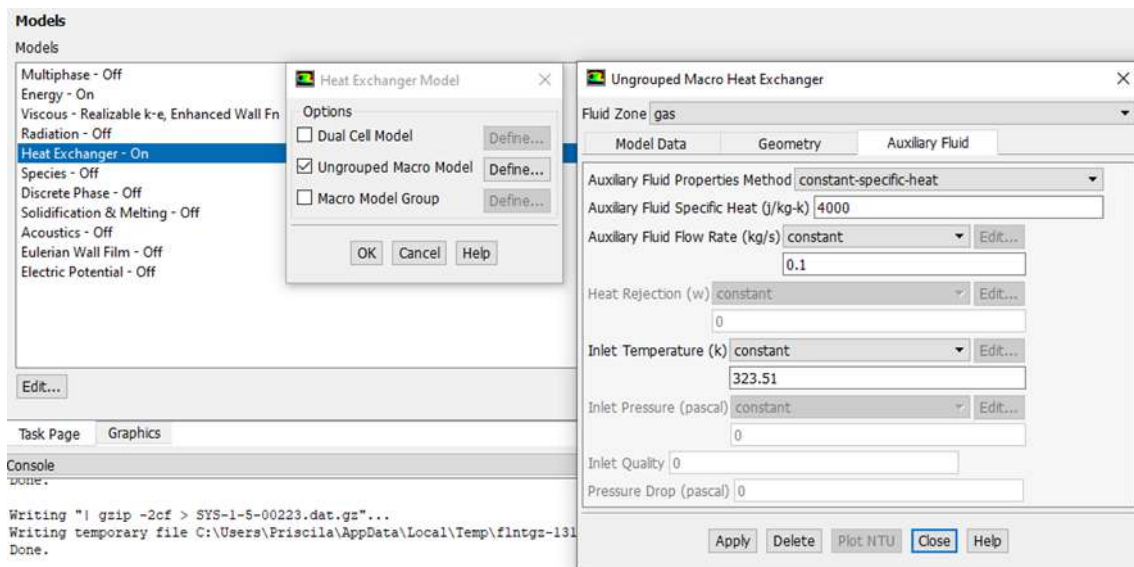 Models
Models
Multiphase - Off
Energy - On
Viscous - Realizable k-e, Enhanced Wall Fn
Radiation - Off
Heat Exchanger - On
Species - Off
Discrete Phase - Off
Solidification & Melting - Off
Acoustics - Off
Eulerian Wall Film - Off
Electric Potential - Off
Edit...
Heat Exchanger Model
Options
Dual Cell Model Define...
Ungrouped Macro Model Define...
Macro Model Group Define...
OK Cancel Help
Ungrouped Macro Heat Exchanger
Fluid Zone gas
Model Data Geometry Auxiliary Fluid
Auxiliary Fluid Properties Method constant-specific-heat
Auxiliary Fluid Specific Heat (j/kg-k) 4000
Auxiliary Fluid Flow Rate (kg/s) constant Edit...
0.1
Heat Rejection (w) constant Edit...
0
Inlet Temperature (k) constant Edit...
323.51
Inlet Pressure (pascal) constant Edit...
0
Inlet Quality 0
Pressure Drop (pascal) 0
Apply Delete Plot NTU Close Help
Task Page Graphics
Console
Done.
Writing "| gzip -2cf > SYS-1-5-00223.dat.gz"...
Writing temporary file C:\Users\Priscila\AppData\Local\Temp\flntgz-131
Done.